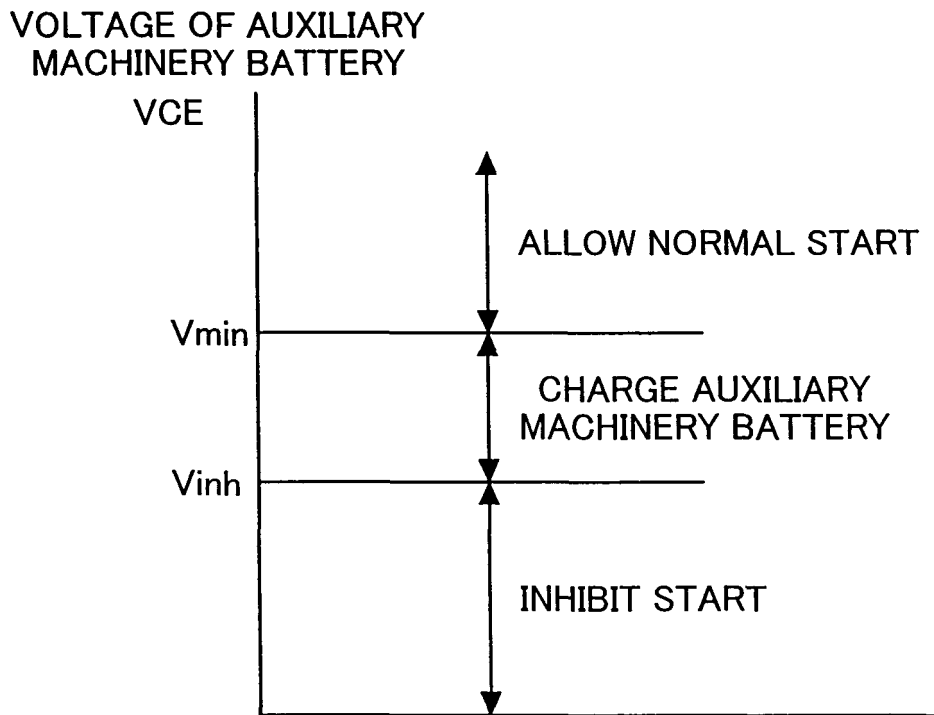 VOLTAGE OF AUXILIARY
MACHINERY BATTERY
VCE
ALLOW NORMAL START
Vmin
CHARGE AUXILIARY
MACHINERY BATTERY
Vinh
INHIBIT START